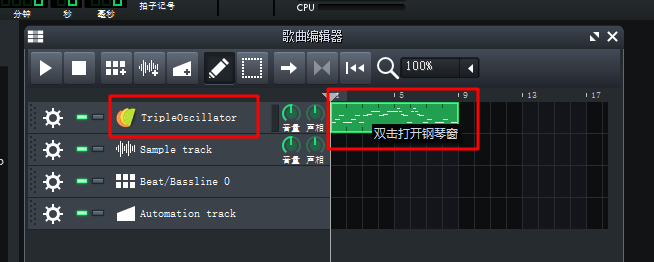 拍子记号
CPU
分钟 秒 毫秒
歌曲编辑器
100%
5 9 13 17
TripleOscillator
音量 声相
双击打开钢琴窗
Sample track
音量 声相
Beat/Bassline 0
Automation track